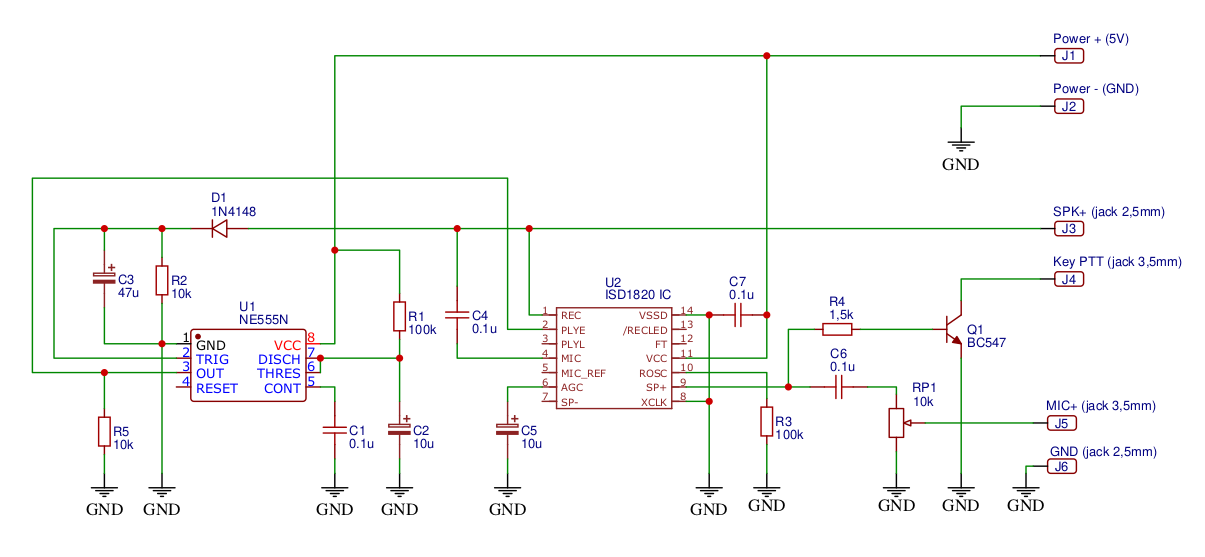 Power + (5V)
J1
Power - (GND)
J2
GND
D1
1N4148
SPK+ (jack 2,5mm)
J3
Key PTT (jack 3,5mm)
J4
C3
47u
R2
10k
U1
NE555N
1 GND VCC 8
2 TRIG DISCH 7
3 OUT THRES 6
4 RESET CONT 5
R1
100k
C4
0.1u
U2
ISD1820 IC
1 REC VSSD 14
2 PLYE /RECLED 13
3 PLYL FT 12
4 MIC VCC 11
5 MIC_REF ROSC 10
6 AGC SP+ 9
7 SP- XCLK 8
C7
0.1u
R4
1,5k
Q1
BC547
C6
0.1u
RP1
10k
MIC+ (jack 3,5mm)
J5
GND (jack 2,5mm)
J6
R5
10k
C1
0.1u
C2
10u
C5
10u
R3
100k
GND GND GND GND GND GND GND GND GND GND